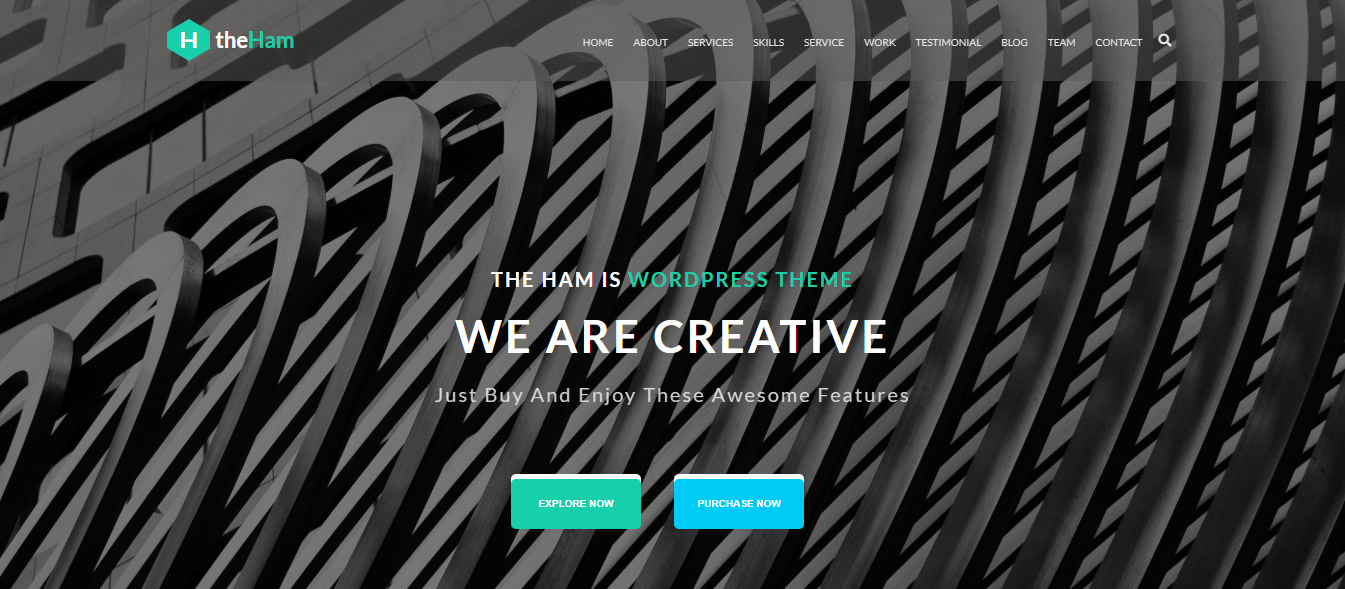 H theHam
HOME ABOUT SERVICES SKILLS SERVICE WORK TESTIMONIAL BLOG TEAM CONTACT
THE HAM IS WORDPRESS THEME
WE ARE CREATIVE
Just Buy And Enjoy These Awesome Features
EXPLORE NOW PURCHASE NOW